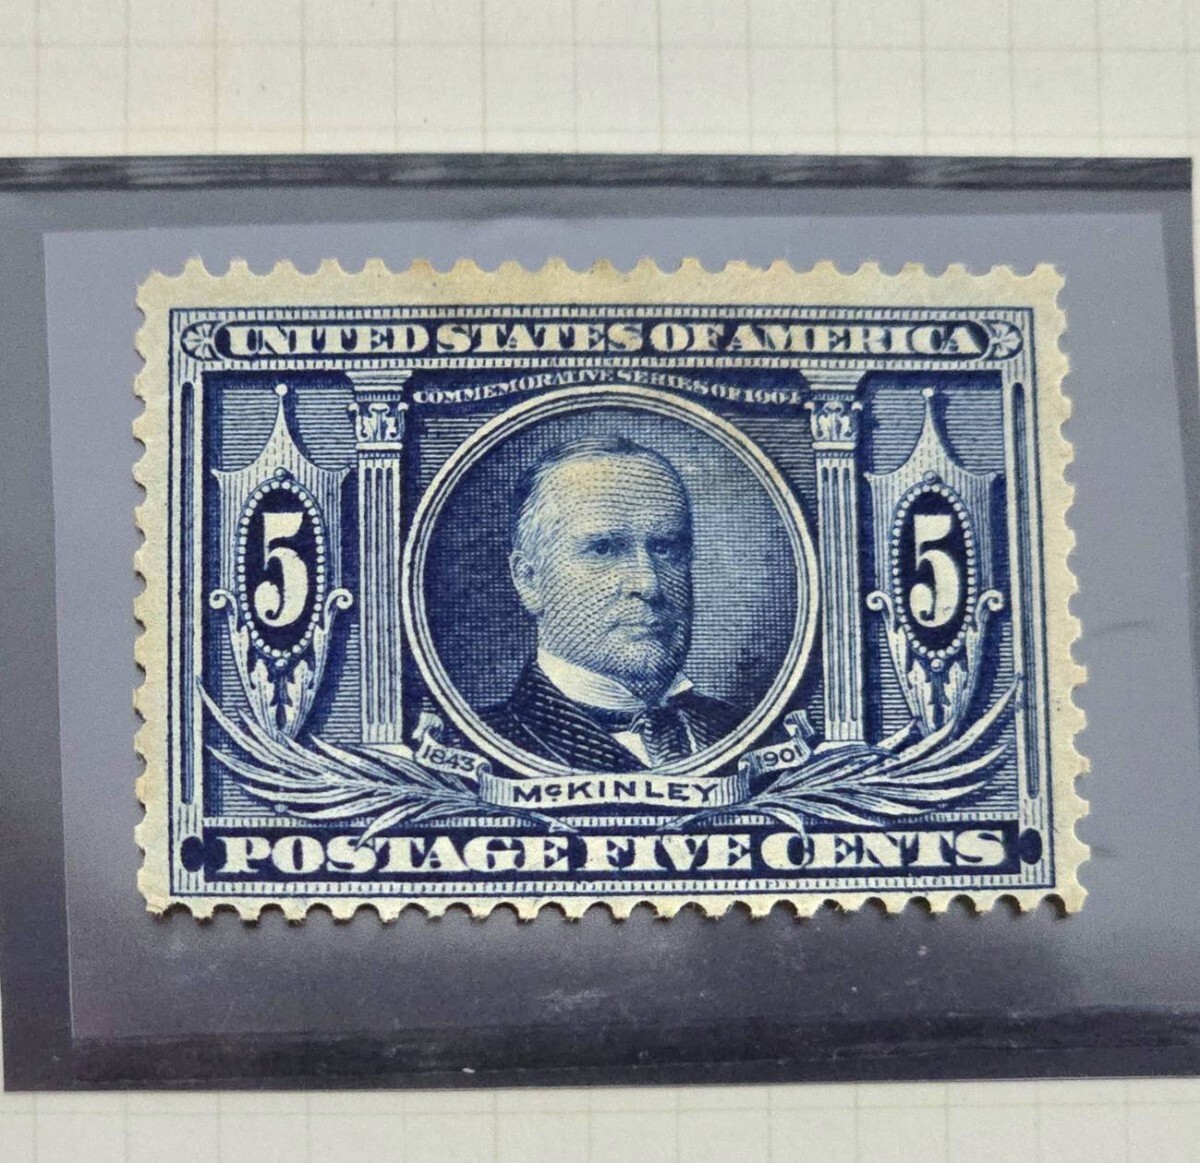 UNITED STATES OF AMERICA
COMMEMORATIVE SERIES OF 1904
5 5
1843 1901
McKINLEY
POSTAGE FIVE CENTS